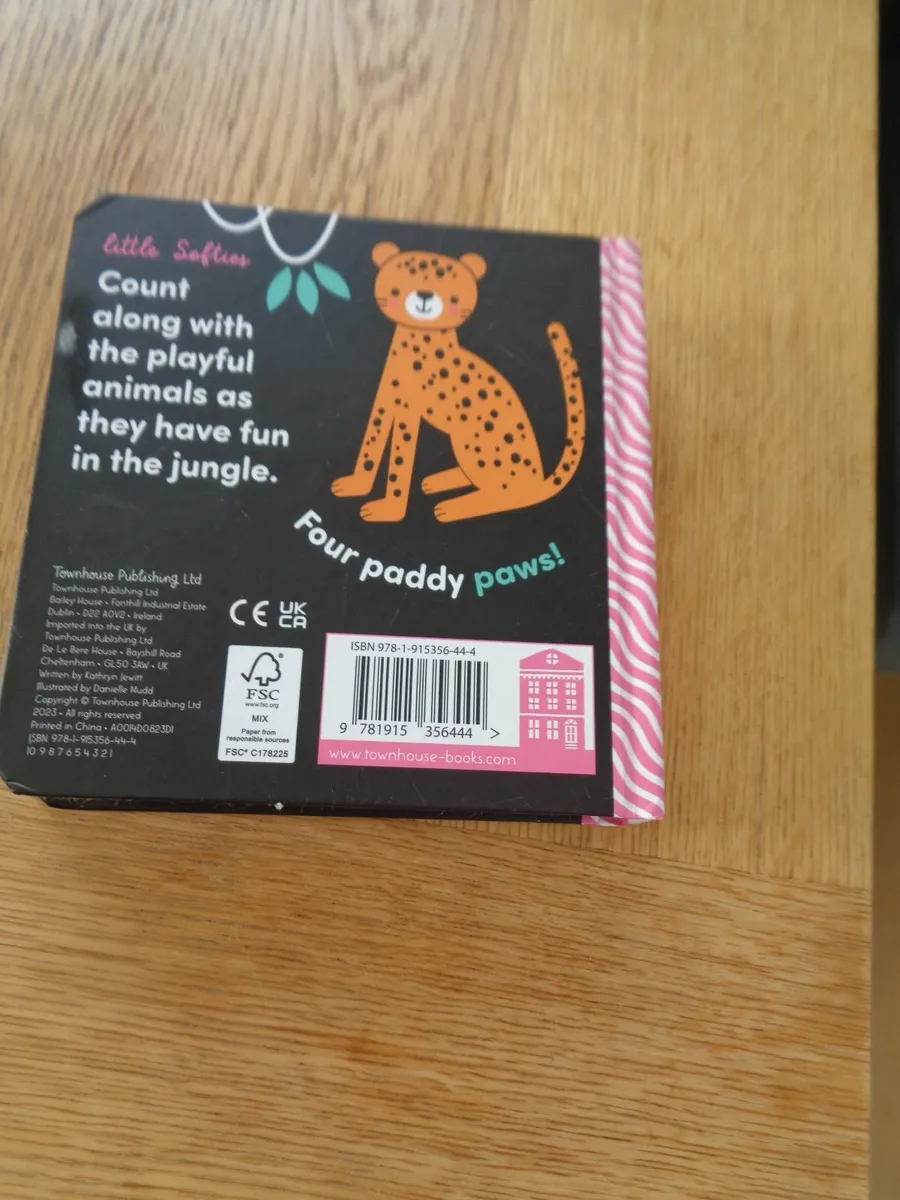 little Softies
Count
along with
the playful
animals as
they have fun
in the jungle.
Four paddy paws!
Townhouse Publishing Ltd
Townhouse Publishing Ltd
Bailey House • Fonthill Industrial Estate
Dublin • D22 A0V2 • Ireland
Imported into the UK by
Townhouse Publishing Ltd
De Le Bere House • Bayshill Road
Cheltenham • GL50 3AW • UK
Written by Kathryn Jewitt
Illustrated by Danielle Mudd
Copyright © Townhouse Publishing Ltd
2023 • All rights reserved
Printed in China • A001400823D1
ISBN 978-1-915356-44-4
10 9 8 7 6 5 4 3 2 1
CE UK
CA
FSC
www.fsc.org
MIX
Paper from
responsible sources
FSC® C178225
ISBN 978-1-915356-44-4
9 781915 356444 >
www.townhouse-books.com